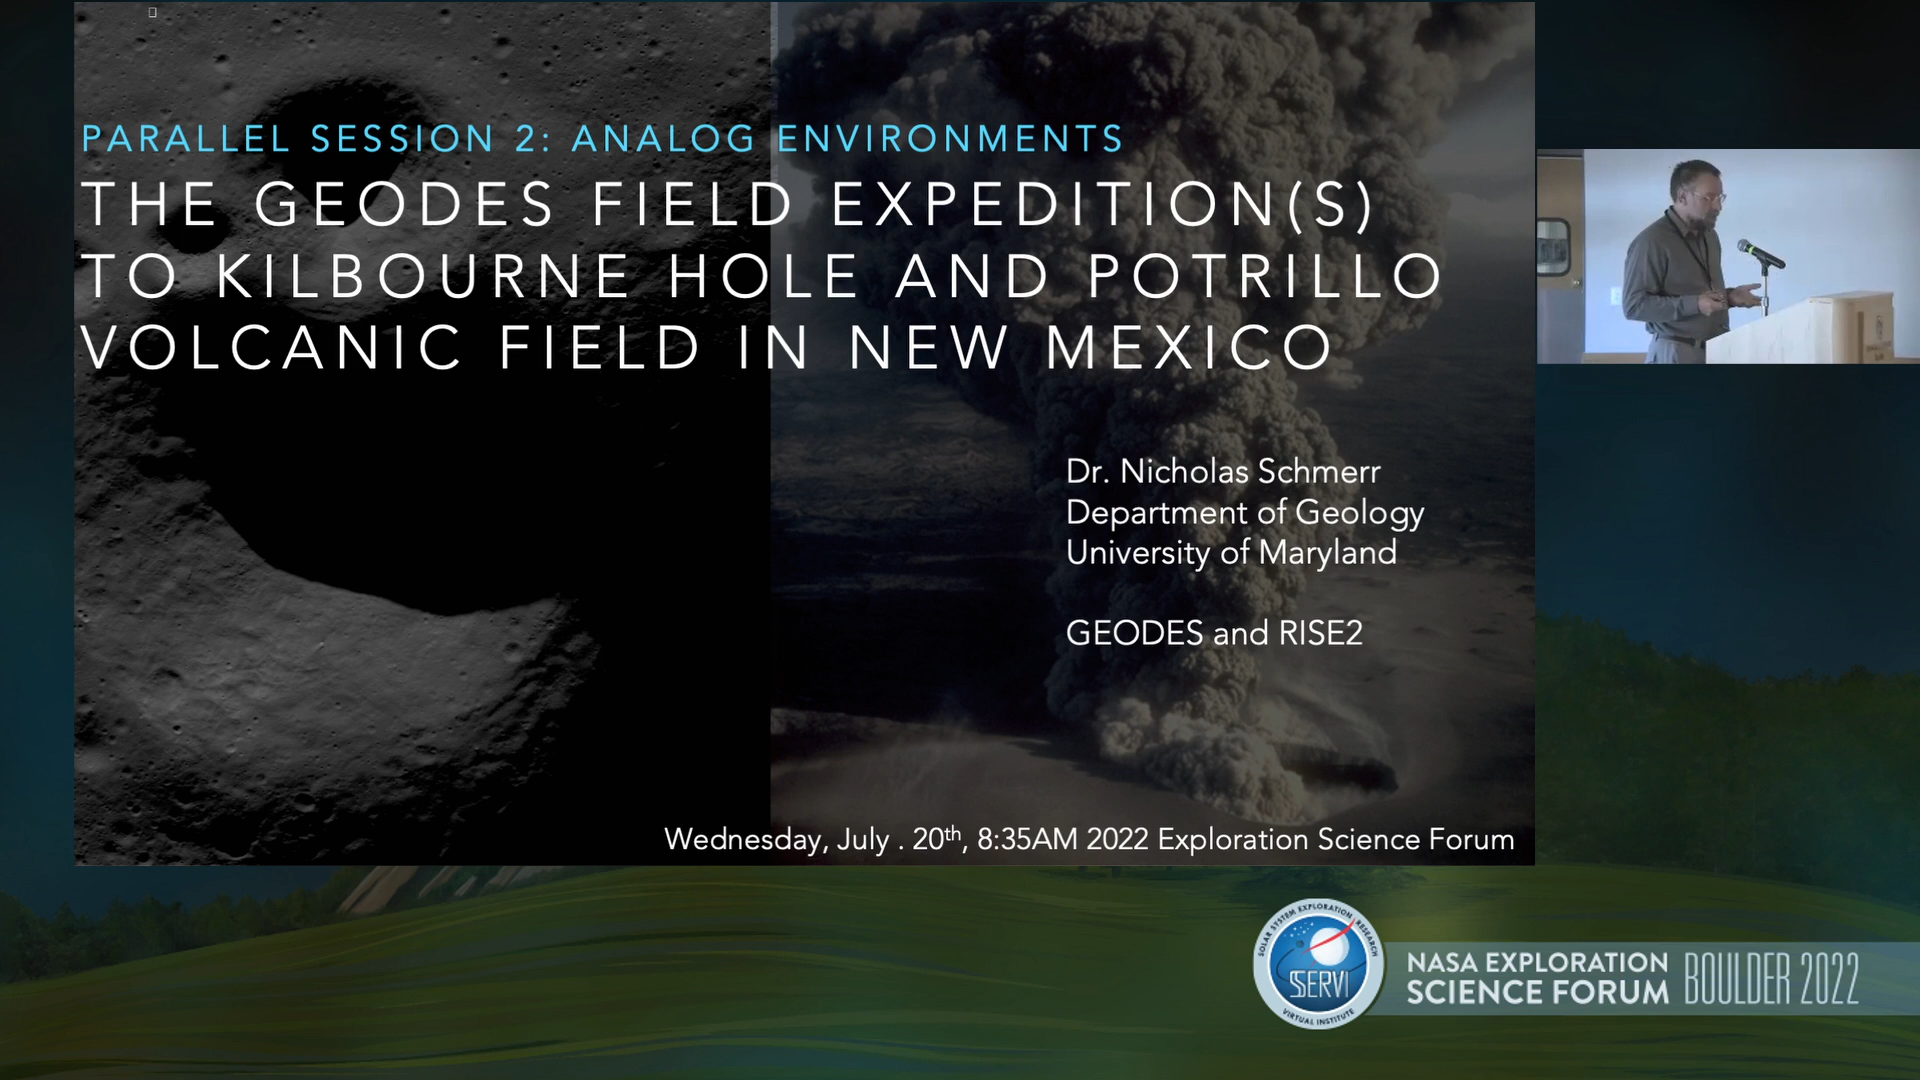 PARALLEL SESSION 2: ANALOG ENVIRONMENTS
THE GEODES FIELD EXPEDITION(S)
TO KILBOURNE HOLE AND POTRILLO
VOLCANIC FIELD IN NEW MEXICO
Dr. Nicholas Schmerr
Department of Geology
University of Maryland
GEODES and RISE2
Wednesday, July . 20th, 8:35AM 2022 Exploration Science Forum
SOLAR SYSTEM EXPLORATION RESEARCH
SSERVI
VIRTUAL INSTITUTE
NASA EXPLORATION
SCIENCE FORUM
BOULDER 2022